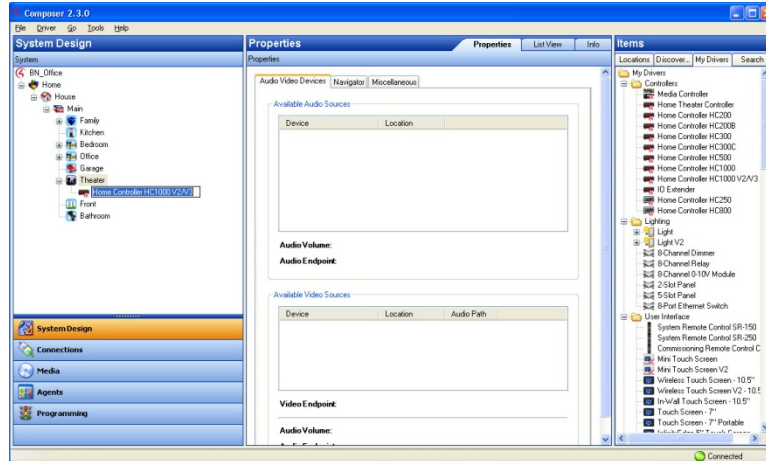 Composer 2.3.0
File Driver Go Tools Help
System Design
System
BN_Office
Home
House
Main
Family
Kitchen
Bedroom
Office
Garage
Theater
Home Controller HC1000 V2/V3
Front
Bathroom
System Design
Connections
Media
Agents
Programming
Properties
Properties List View Info
Properties
Audio Video Devices Navigator Miscellaneous
Available Audio Sources
Device Location
Audio Volume:
Audio Endpoint:
Available Video Sources
Device Location Audio Path
Video Endpoint:
Audio Volume:
Items
Locations Discover... My Drivers Search
My Drivers
Controllers
Media Controller
Home Theater Controller
Home Controller HC200
Home Controller HC200B
Home Controller HC300
Home Controller HC300C
Home Controller HC500
Home Controller HC1000
Home Controller HC1000 V2/V3
IO Extender
Home Controller HC250
Home Controller HC800
Lighting
Light
Light V2
8-Channel Dimmer
8-Channel Relay
8-Channel 0-10V Module
2-Slot Panel
5-Slot Panel
8-Port Ethernet Switch
User Interface
System Remote Control SR-150
System Remote Control SR-250
Commissioning Remote Control C
Mini Touch Screen
Mini Touch Screen V2
Wireless Touch Screen - 10.5"
Wireless Touch Screen V2 - 10.5
In-Wall Touch Screen - 10.5"
Touch Screen - 7"
Touch Screen - 7" Portable
Connected